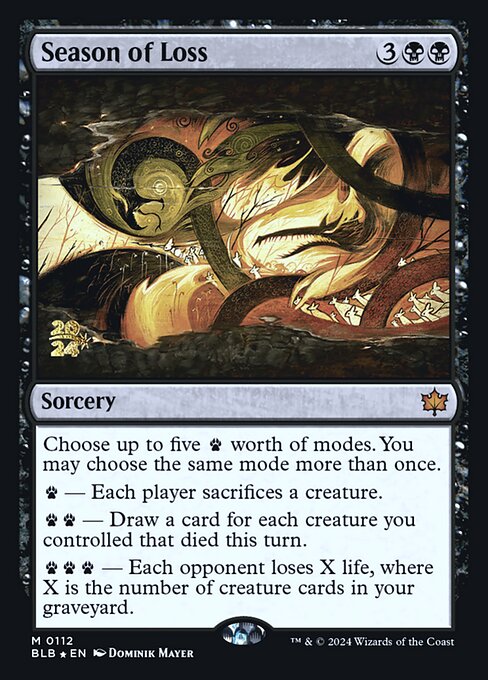 Season of Loss 3
2024
Sorcery
Choose up to five worth of modes. You
may choose the same mode more than once.
— Each player sacrifices a creature.
— Draw a card for each creature you
controlled that died this turn.
— Each opponent loses X life, where
X is the number of creature cards in your
graveyard.
M 0112
BLB ★ EN Dominik Mayer
™ & © 2024 Wizards of the Coast